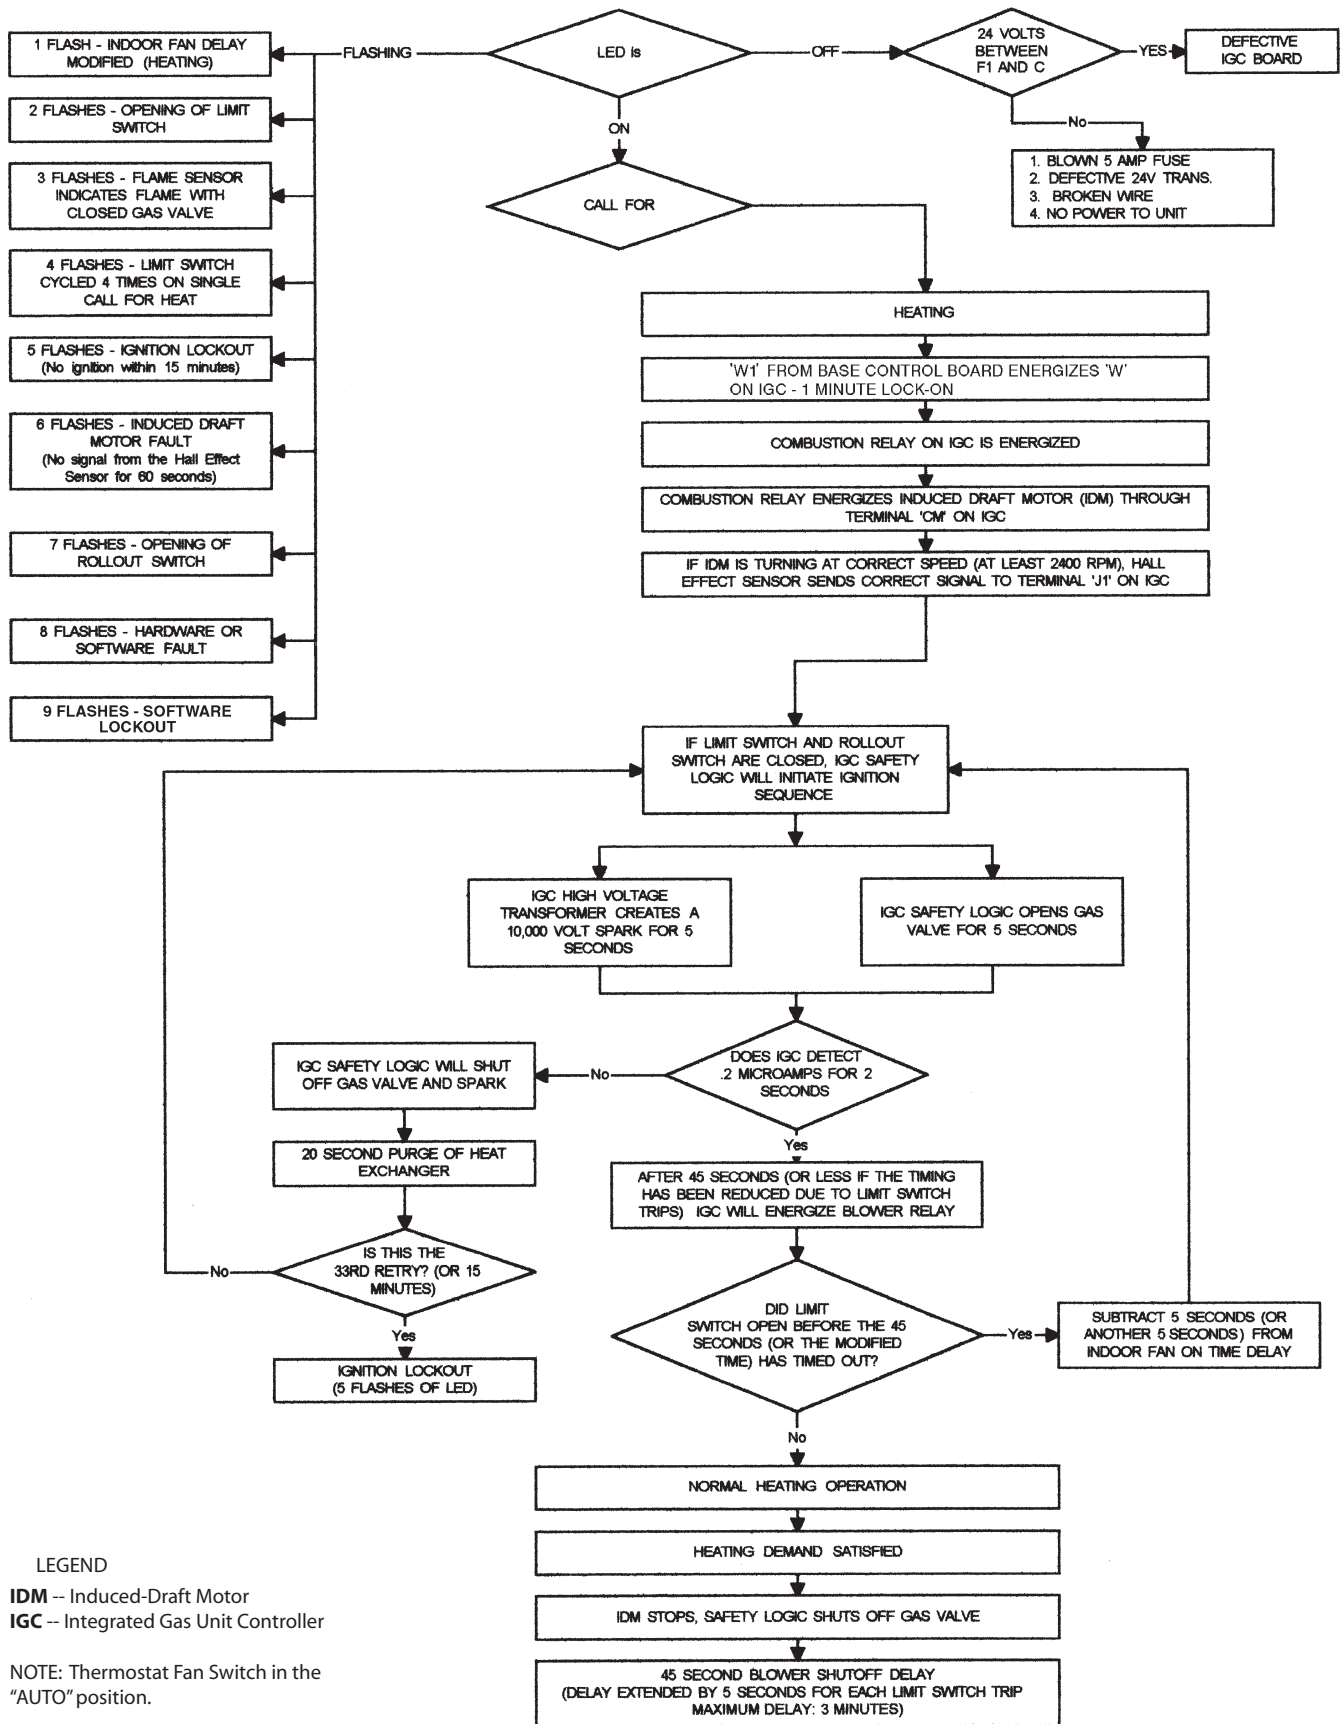 1 FLASH - INDOOR FAN DELAY
MODIFIED (HEATING)
FLASHING
LED is
OFF
24 VOLTS
BETWEEN
F1 AND C
YES
DEFECTIVE
IGC BOARD
2 FLASHES - OPENING OF LIMIT
SWITCH
ON
No
3 FLASHES - FLAME SENSOR
INDICATES FLAME WITH
CLOSED GAS VALVE
CALL FOR
1. BLOWN 5 AMP FUSE
2. DEFECTIVE 24V TRANS.
3. BROKEN WIRE
4. NO POWER TO UNIT
4 FLASHES - LIMIT SWITCH
CYCLED 4 TIMES ON SINGLE
CALL FOR HEAT
5 FLASHES - IGNITION LOCKOUT
(No ignition within 15 minutes)
6 FLASHES - INDUCED DRAFT
MOTOR FAULT
(No signal from the Hall Effect
Sensor for 60 seconds)
7 FLASHES - OPENING OF
ROLLOUT SWITCH
8 FLASHES - HARDWARE OR
SOFTWARE FAULT
9 FLASHES - SOFTWARE
LOCKOUT
HEATING
'W1' FROM BASE CONTROL BOARD ENERGIZES 'W'
ON IGC - 1 MINUTE LOCK-ON
COMBUSTION RELAY ON IGC IS ENERGIZED
COMBUSTION RELAY ENERGIZES INDUCED DRAFT MOTOR (IDM) THROUGH
TERMINAL 'CM' ON IGC
IF IDM IS TURNING AT CORRECT SPEED (AT LEAST 2400 RPM), HALL
EFFECT SENSOR SENDS CORRECT SIGNAL TO TERMINAL 'J1' ON IGC
IF LIMIT SWITCH AND ROLLOUT
SWITCH ARE CLOSED, IGC SAFETY
LOGIC WILL INITIATE IGNITION
SEQUENCE
IGC HIGH VOLTAGE
TRANSFORMER CREATES A
10,000 VOLT SPARK FOR 5
SECONDS
IGC SAFETY LOGIC OPENS GAS
VALVE FOR 5 SECONDS
DOES IGC DETECT
.2 MICROAMPS FOR 2
SECONDS
No
IGC SAFETY LOGIC WILL SHUT
OFF GAS VALVE AND SPARK
20 SECOND PURGE OF HEAT
EXCHANGER
IS THIS THE
33RD RETRY? (OR 15
MINUTES)
No
Yes
IGNITION LOCKOUT
(5 FLASHES OF LED)
Yes
AFTER 45 SECONDS (OR LESS IF THE TIMING
HAS BEEN REDUCED DUE TO LIMIT SWITCH
TRIPS) IGC WILL ENERGIZE BLOWER RELAY
DID LIMIT
SWITCH OPEN BEFORE THE 45
SECONDS (OR THE MODIFIED
TIME) HAS TIMED OUT?
Yes
SUBTRACT 5 SECONDS (OR
ANOTHER 5 SECONDS) FROM
INDOOR FAN ON TIME DELAY
No
NORMAL HEATING OPERATION
HEATING DEMAND SATISFIED
IDM STOPS, SAFETY LOGIC SHUTS OFF GAS VALVE
45 SECOND BLOWER SHUTOFF DELAY
(DELAY EXTENDED BY 5 SECONDS FOR EACH LIMIT SWITCH TRIP
MAXIMUM DELAY: 3 MINUTES)
LEGEND
IDM -- Induced-Draft Motor
IGC -- Integrated Gas Unit Controller
NOTE: Thermostat Fan Switch in the
“AUTO” position.